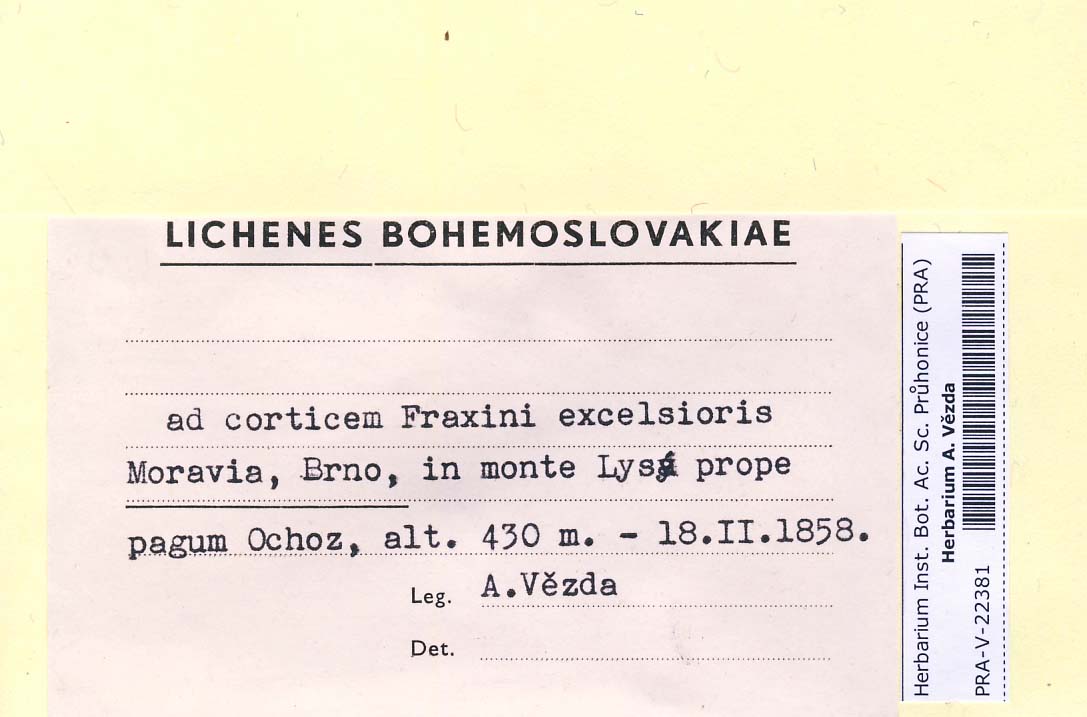 LICHENES BOHEMOSLOVAKIAE
ad corticem Fraxini excelsioris
Moravia, Brno, in monte Lysá prope
pagum Ochoz, alt. 430 m. - 18.II.1858.
Leg. A.Vězda
Det.
Herbarium Inst. Bot. Ac. Sc. Průhonice (PRA)
Herbarium A. Vězda
PRA-V-22381